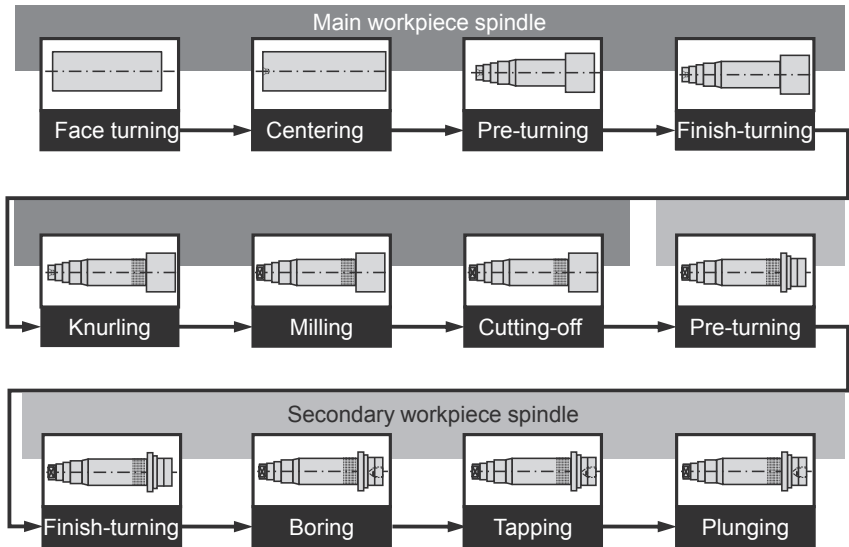 Main workpiece spindle
Face turning
Centering
Pre-turning
Finish-turning
Knurling
Milling
Cutting-off
Pre-turning
Secondary workpiece spindle
Finish-turning
Boring
Tapping
Plunging